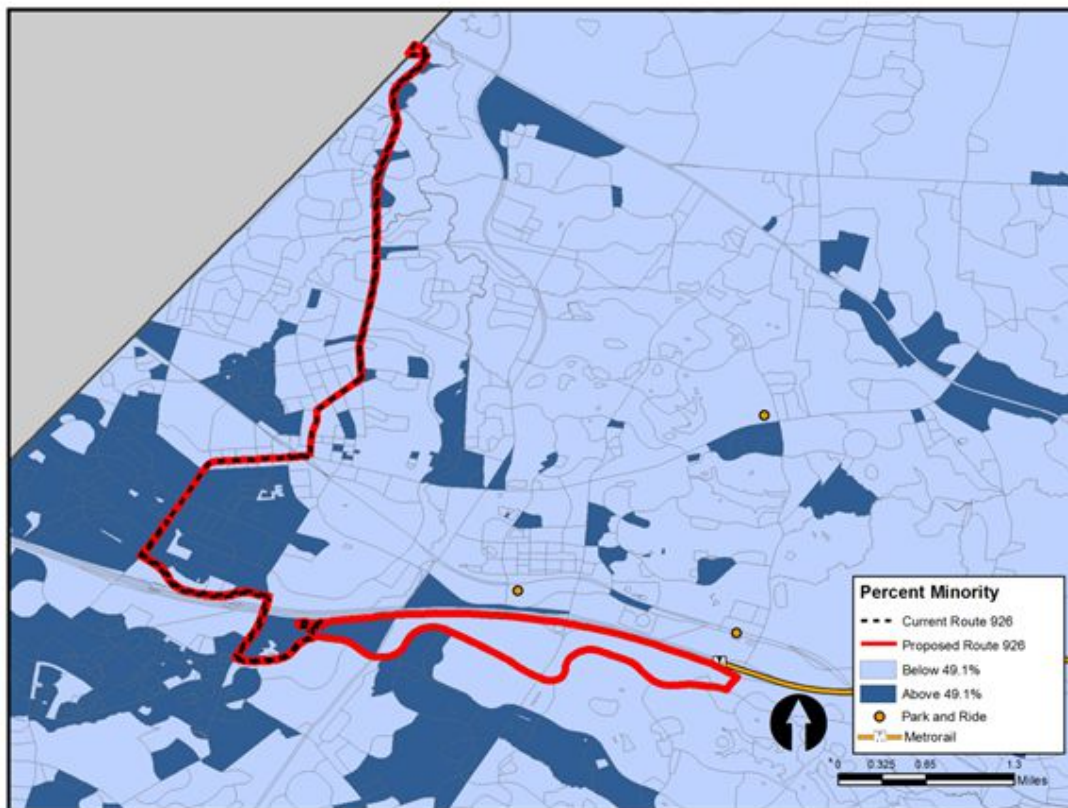 Percent Minority
Current Route 926
Proposed Route 926
Below 49.1%
Above 49.1%
Park and Ride
M Metrorail
M
0 0.325 0.65 1.3
Miles